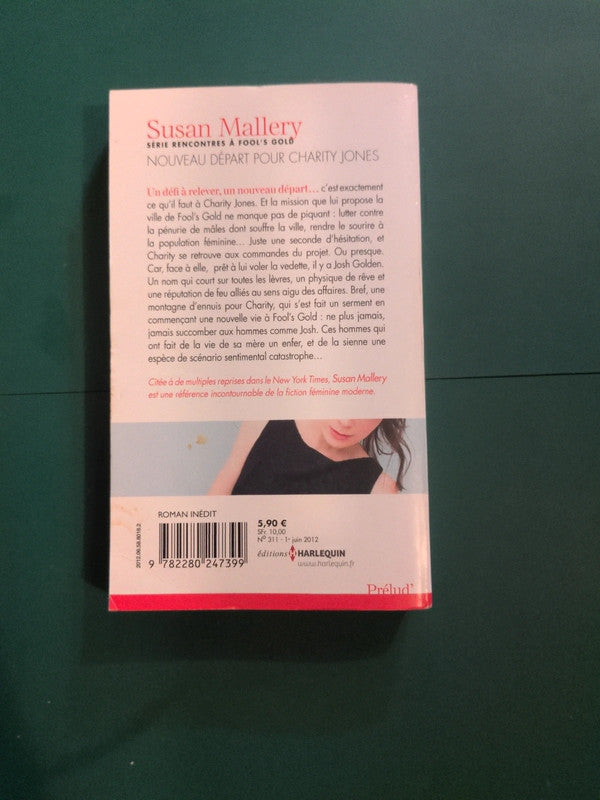 Susan Mallery
SÉRIE RENCONTRES À FOOL'S GOLD
NOUVEAU DÉPART POUR CHARITY JONES
Un défi à relever, un nouveau départ… c'est exactement
ce qu'il faut à Charity Jones. Et la mission que lui propose la
ville de Fool's Gold ne manque pas de piquant : lutter contre
la pénurie de mâles dont souffre la ville, rendre le sourire à
la population féminine… Juste une seconde d'hésitation, et
Charity se retrouve aux commandes du projet. Ou presque.
Car, face à elle, prêt à lui voler la vedette, il y a Josh Golden.
Un nom qui court sur toutes les lèvres, un physique de rêve et
une réputation de feu alliés au sens aigu des affaires. Bref, une
montagne d'ennuis pour Charity, qui s'est fait un serment en
commençant une nouvelle vie à Fool's Gold : ne plus jamais,
jamais succomber aux hommes comme Josh. Ces hommes qui
ont fait de la vie de sa mère un enfer, et de la sienne une
espèce de scénario sentimental catastrophe…
Citée à de multiples reprises dans le New York Times, Susan Mallery
est une référence incontournable de la fiction féminine moderne.
ROMAN INÉDIT
2012.06.58.8018.2
9 782280 247399
5,90 €
SFr. 10,00
N° 311 - 1er juin 2012
éditions HARLEQUIN
www.harlequin.fr
Prélud'